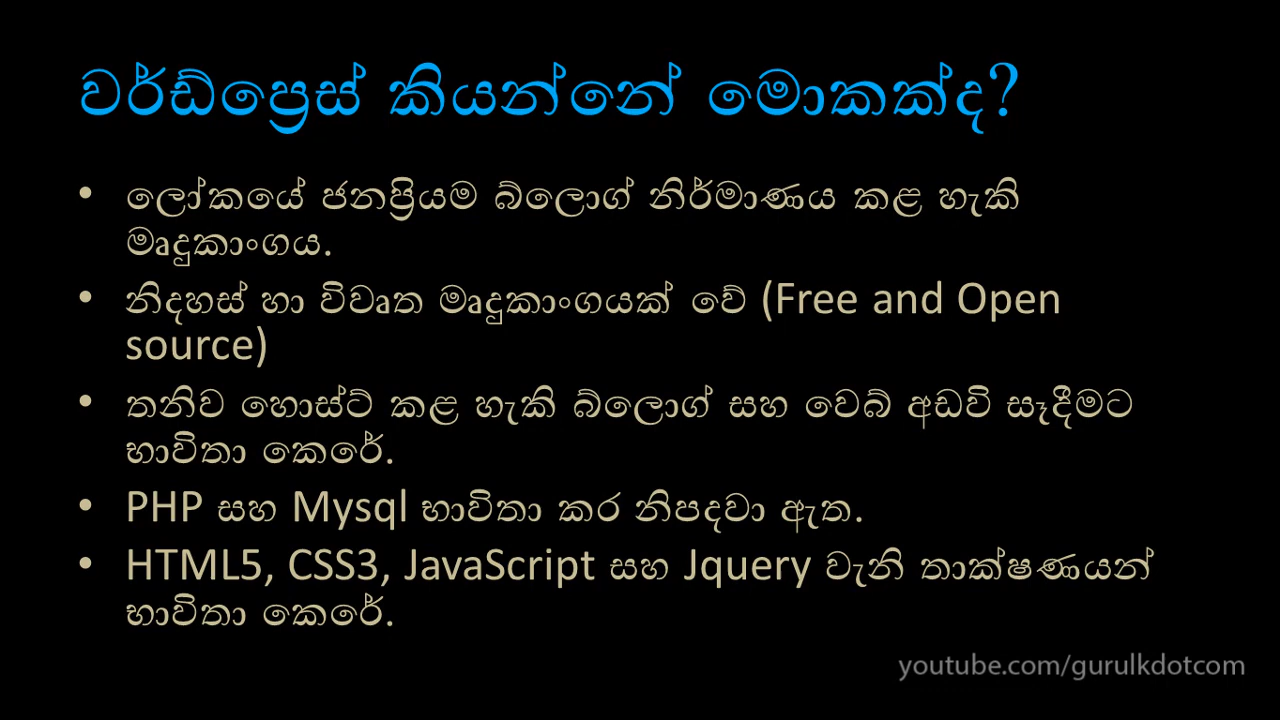 වර්ඩ්ප්‍රෙස් කියන්නේ මොකක්ද?
• ලෝකයේ ජනප්‍රියම බ්ලොග් නිර්මාණය කළ හැකි
මෘදුකාංගය.
• නිදහස් හා විවෘත මෘදුකාංගයක් වේ (Free and Open
source)
• තනිව හොස්ට් කළ හැකි බ්ලොග් සහ වෙබ් අඩවි සෑදීමට
භාවිතා කෙරේ.
• PHP සහ Mysql භාවිතා කර නිපදවා ඇත.
• HTML5, CSS3, JavaScript සහ Jquery වැනි තාක්ෂණයන්
භාවිතා කෙරේ.
youtube.com/gurulkdotcom